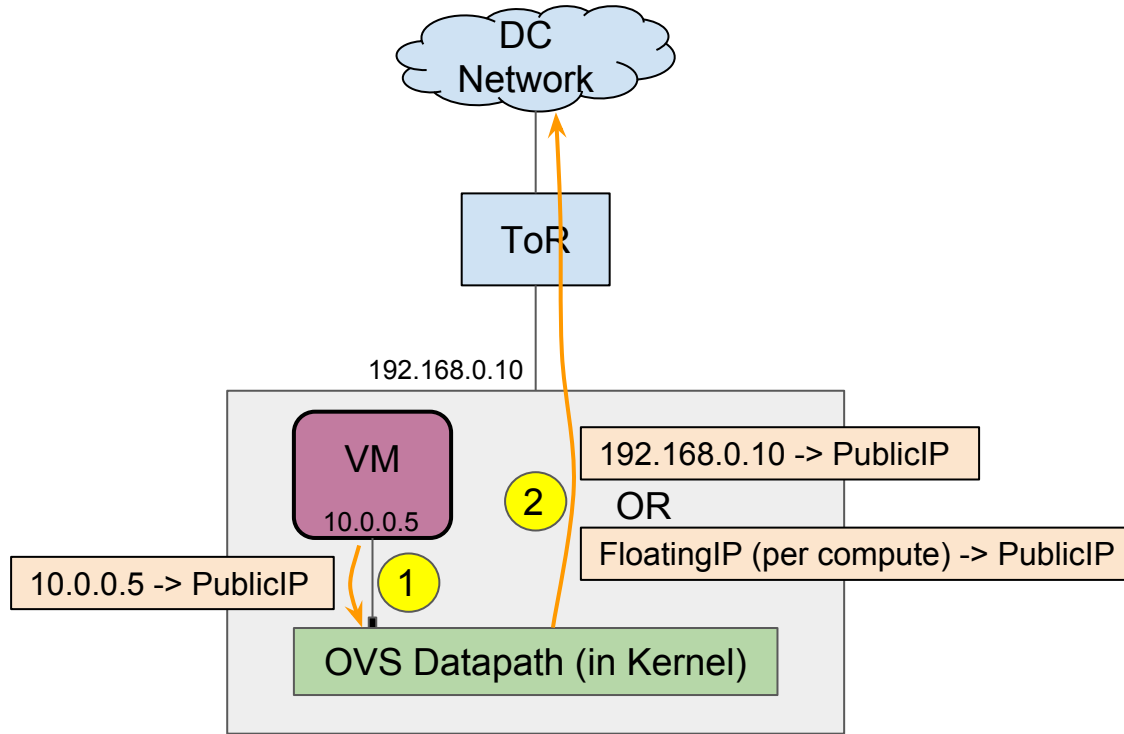 DC
Network
ToR
192.168.0.10
VM
10.0.0.5
192.168.0.10 -> PublicIP
2
OR
FloatingIP (per compute) -> PublicIP
10.0.0.5 -> PublicIP
1
OVS Datapath (in Kernel)